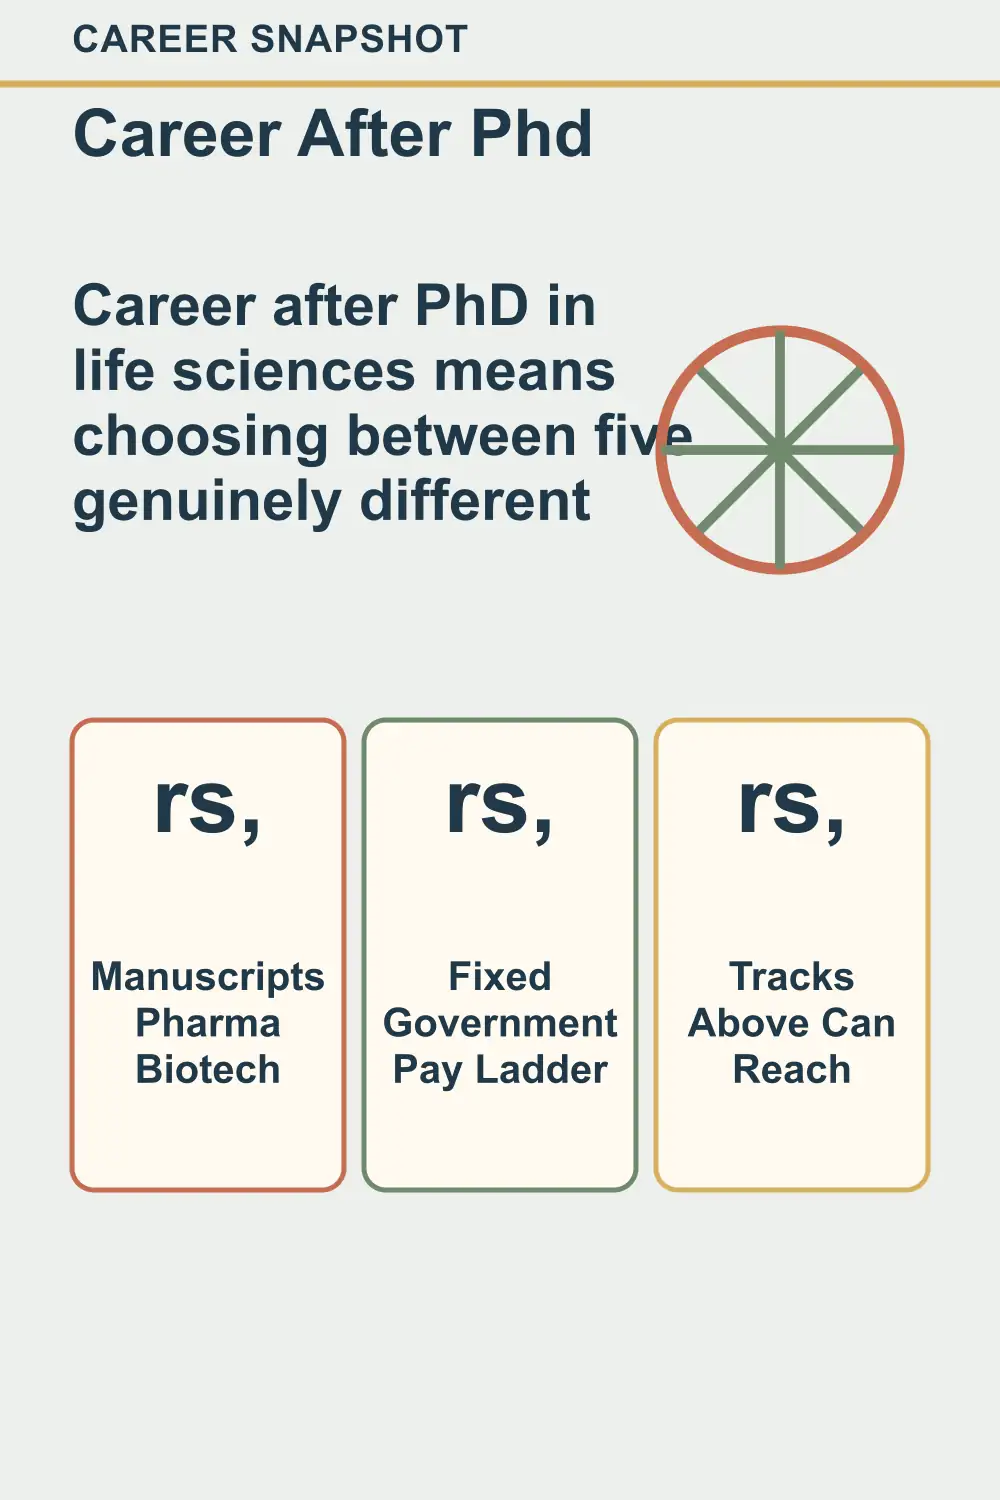 CAREER SNAPSHOT
Career After Phd
Career after PhD in
life sciences means
choosing between five
genuinely different
rs,
Manuscripts
Pharma
Biotech
rs,
Fixed
Government
Pay Ladder
rs,
Tracks
Above Can
Reach